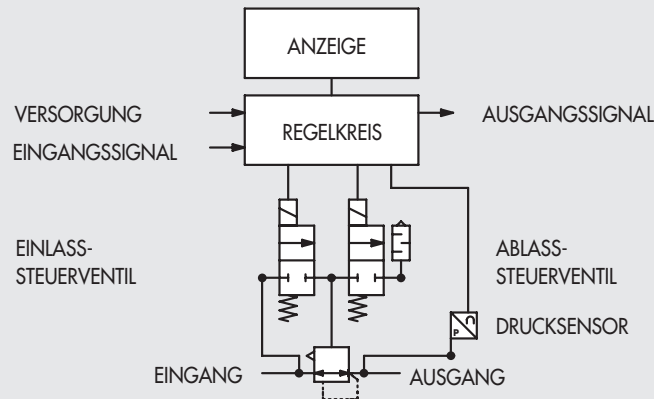 ANZEIGE
VERSORGUNG
REGELKREIS
AUSGANGSSIGNAL
EINGANGSSIGNAL
EINLASS-
STEUERVENTIL
ABLASS-
STEUERVENTIL
P
DRUCKSENSOR
EINGANG
AUSGANG